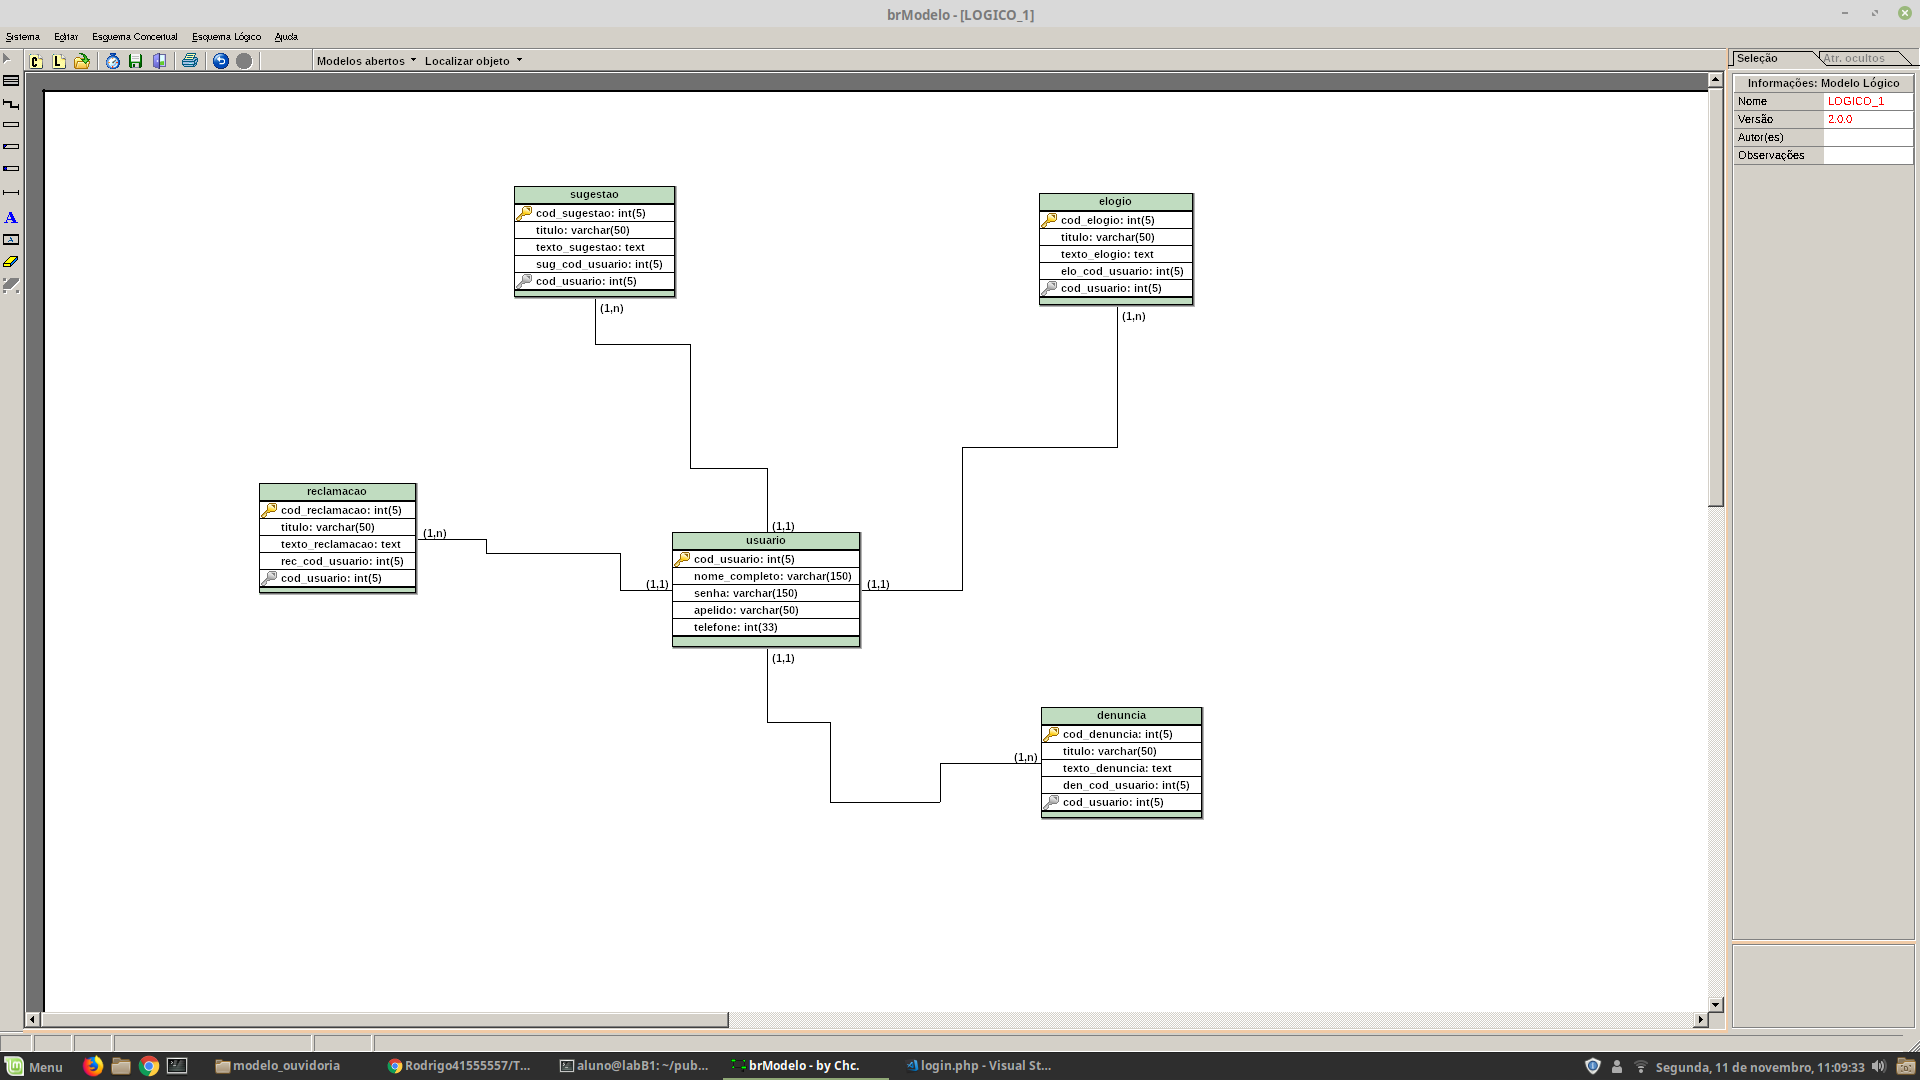 brModelo - [LOGICO_1]
Sistema Editar Esquema Conceitual Esquema Lógico Ajuda
Modelos abertos Localizar objeto
Seleção Atr. ocultos
Informações: Modelo Lógico
Nome LOGICO_1
Versão 2.0.0
Autor(es)
Observações
sugestao
cod_sugestao: int(5)
titulo: varchar(50)
texto_sugestao: text
sug_cod_usuario: int(5)
cod_usuario: int(5)
(1,n)
elogio
cod_elogio: int(5)
titulo: varchar(50)
texto_elogio: text
elo_cod_usuario: int(5)
cod_usuario: int(5)
(1,n)
reclamacao
cod_reclamacao: int(5)
titulo: varchar(50)
texto_reclamacao: text
rec_cod_usuario: int(5)
cod_usuario: int(5)
(1,n)
(1,1)
usuario
cod_usuario: int(5)
nome_completo: varchar(150)
senha: varchar(150)
apelido: varchar(50)
telefone: int(33)
(1,1)
(1,1)
(1,1)
denuncia
cod_denuncia: int(5)
titulo: varchar(50)
texto_denuncia: text
den_cod_usuario: int(5)
cod_usuario: int(5)
(1,n)
Menu modelo_ouvidoria Rodrigo41555557/T... aluno@labB1: ~/pub... brModelo - by Chc. login.php - Visual St... Segunda, 11 de novembro, 11:09:33